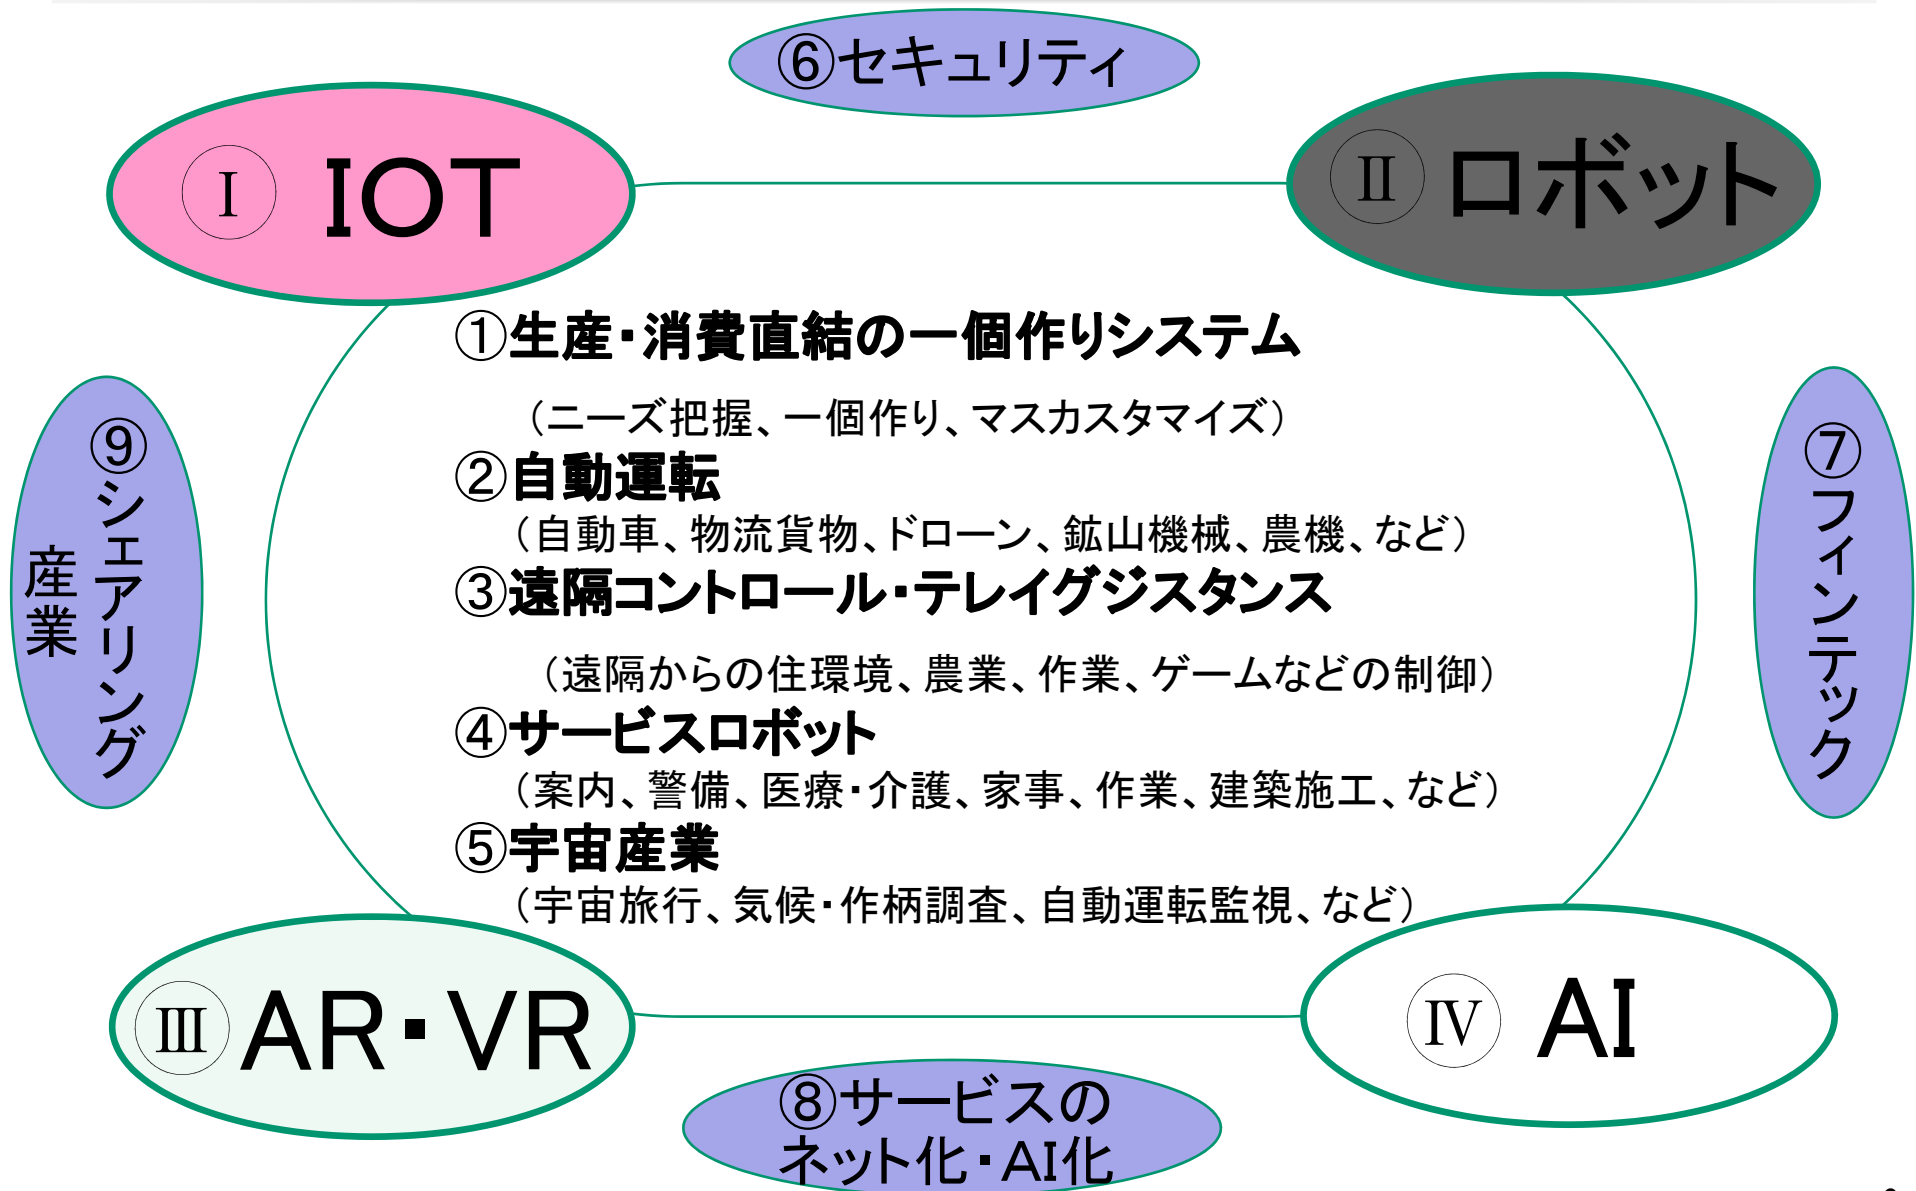 ⑥セキュリティ
Ⅰ IOT
Ⅱ ロボット
①生産・消費直結の一個作りシステム
（ニーズ把握、一個作り、マスカスタマイズ）
②自動運転
（自動車、物流貨物、ドローン、鉱山機械、農機、など）
③遠隔コントロール・テレイグジスタンス
（遠隔からの住環境、農業、作業、ゲームなどの制御）
④サービスロボット
（案内、警備、医療・介護、家事、作業、建築施工、など）
⑤宇宙産業
（宇宙旅行、気候・作柄調査、自動運転監視、など）
⑦フィンテック
⑨シェアリング
産業
Ⅲ AR・VR
Ⅳ AI
⑧サービスの
ネット化・AI化